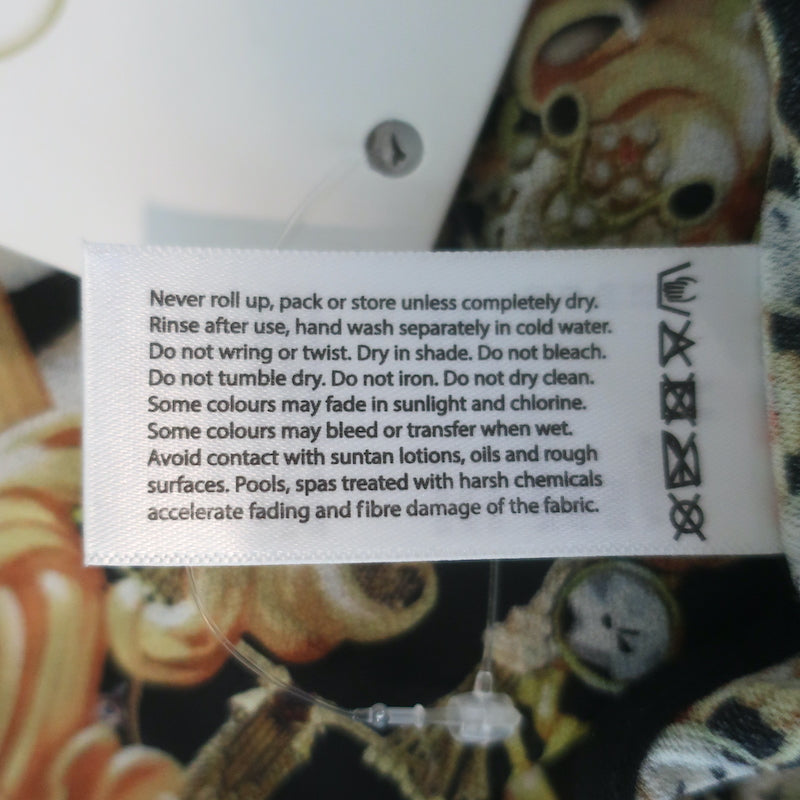 Never roll up, pack or store unless completely dry.
Rinse after use, hand wash separately in cold water.
Do not wring or twist. Dry in shade. Do not bleach.
Do not tumble dry. Do not iron. Do not dry clean.
Some colours may fade in sunlight and chlorine.
Some colours may bleed or transfer when wet.
Avoid contact with suntan lotions, oils and rough
surfaces. Pools, spas treated with harsh chemicals
accelerate fading and fibre damage of the fabric.